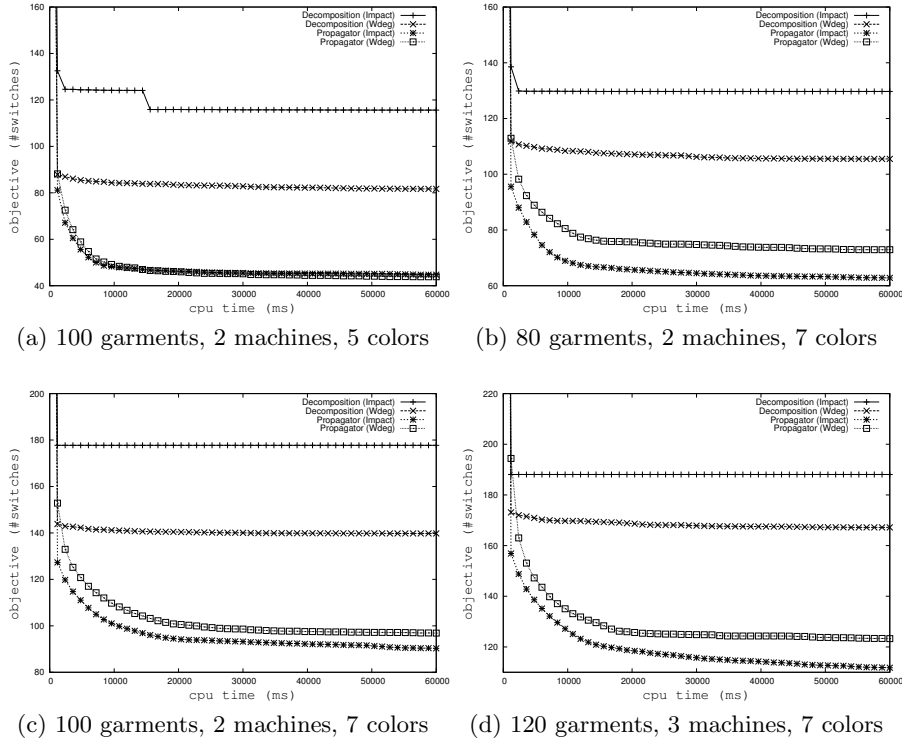 160
140
120
100
80
60
40
0
10000
20000
30000
40000
50000
60000
objective (#switches)
cpu time (ms)
Decomposition (Impact)
Decomposition (Wdeg)
Propagator (Impact)
Propagator (Wdeg)
(a) 100 garments, 2 machines, 5 colors
160
140
120
100
80
60
0
10000
20000
30000
40000
50000
60000
objective (#switches)
cpu time (ms)
Decomposition (Impact)
Decomposition (Wdeg)
Propagator (Impact)
Propagator (Wdeg)
(b) 80 garments, 2 machines, 7 colors
200
180
160
140
120
100
80
0
10000
20000
30000
40000
50000
60000
objective (#switches)
cpu time (ms)
Decomposition (Impact)
Decomposition (Wdeg)
Propagator (Impact)
Propagator (Wdeg)
(c) 100 garments, 2 machines, 7 colors
220
200
180
160
140
120
0
10000
20000
30000
40000
50000
60000
objective (#switches)
cpu time (ms)
Decomposition (Impact)
Decomposition (Wdeg)
Propagator (Impact)
Propagator (Wdeg)
(d) 120 garments, 3 machines, 7 colors